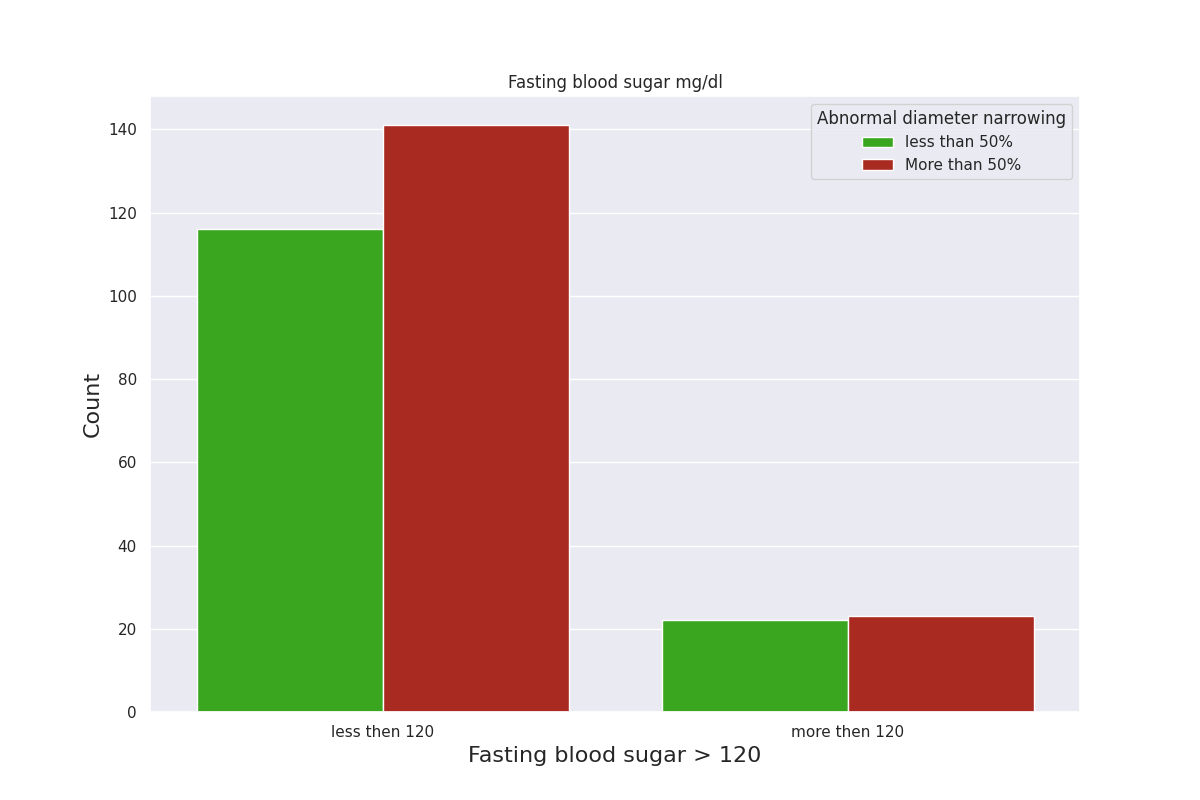 Fasting blood sugar mg/dl
Abnormal diameter narrowing
less than 50%
More than 50%
140
120
100
80
60
40
20
0
Count
less then 120
more then 120
Fasting blood sugar > 120